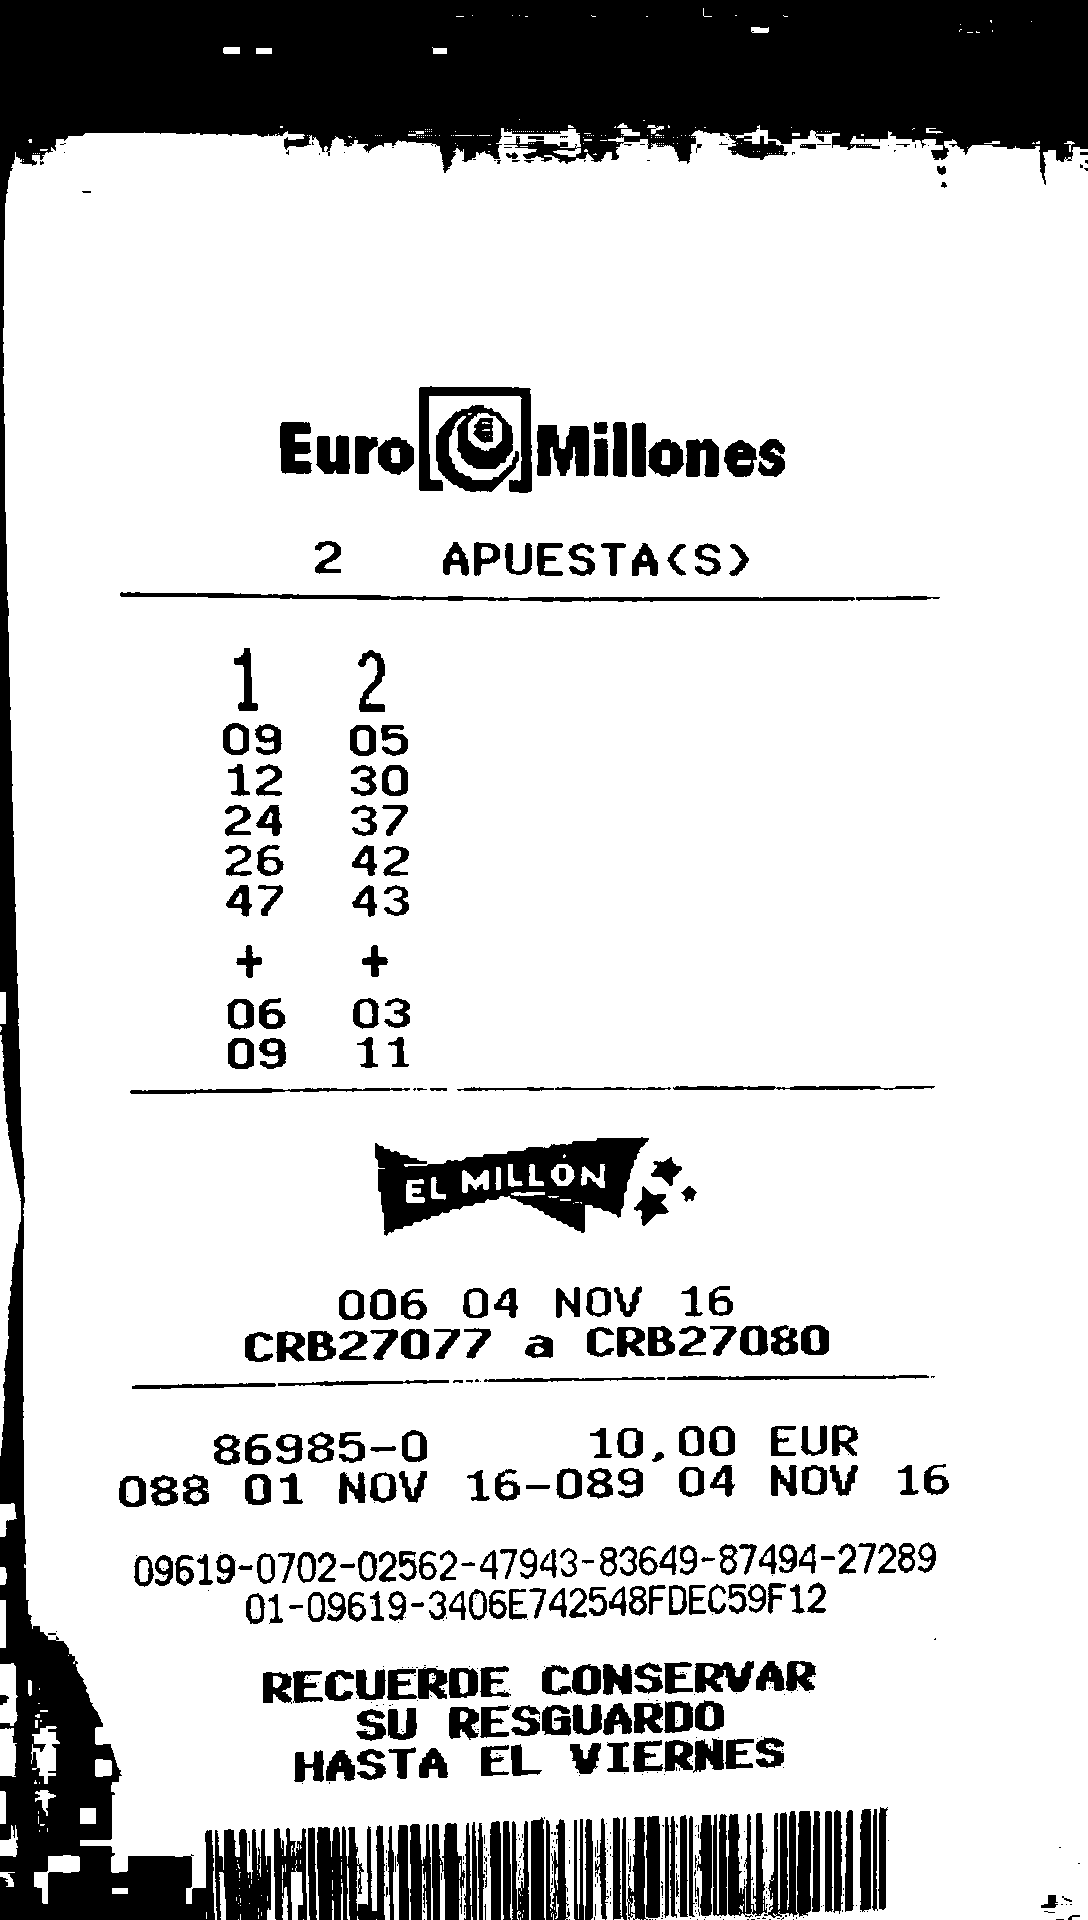 Euro € Millones
2 APUESTA(S)
1 2
09 05
12 30
24 37
26 42
47 43
+ +
06 03
09 11
EL MILLÓN
006 04 NOV 16
CRB27077 a CRB27080
86985-0 10,00 EUR
088 01 NOV 16-089 04 NOV 16
09619-0702-02562-47943-83649-87494-27289
01-09619-3406E742548FDEC59F12
RECUERDE CONSERVAR
SU RESGUARDO
HASTA EL VIERNES